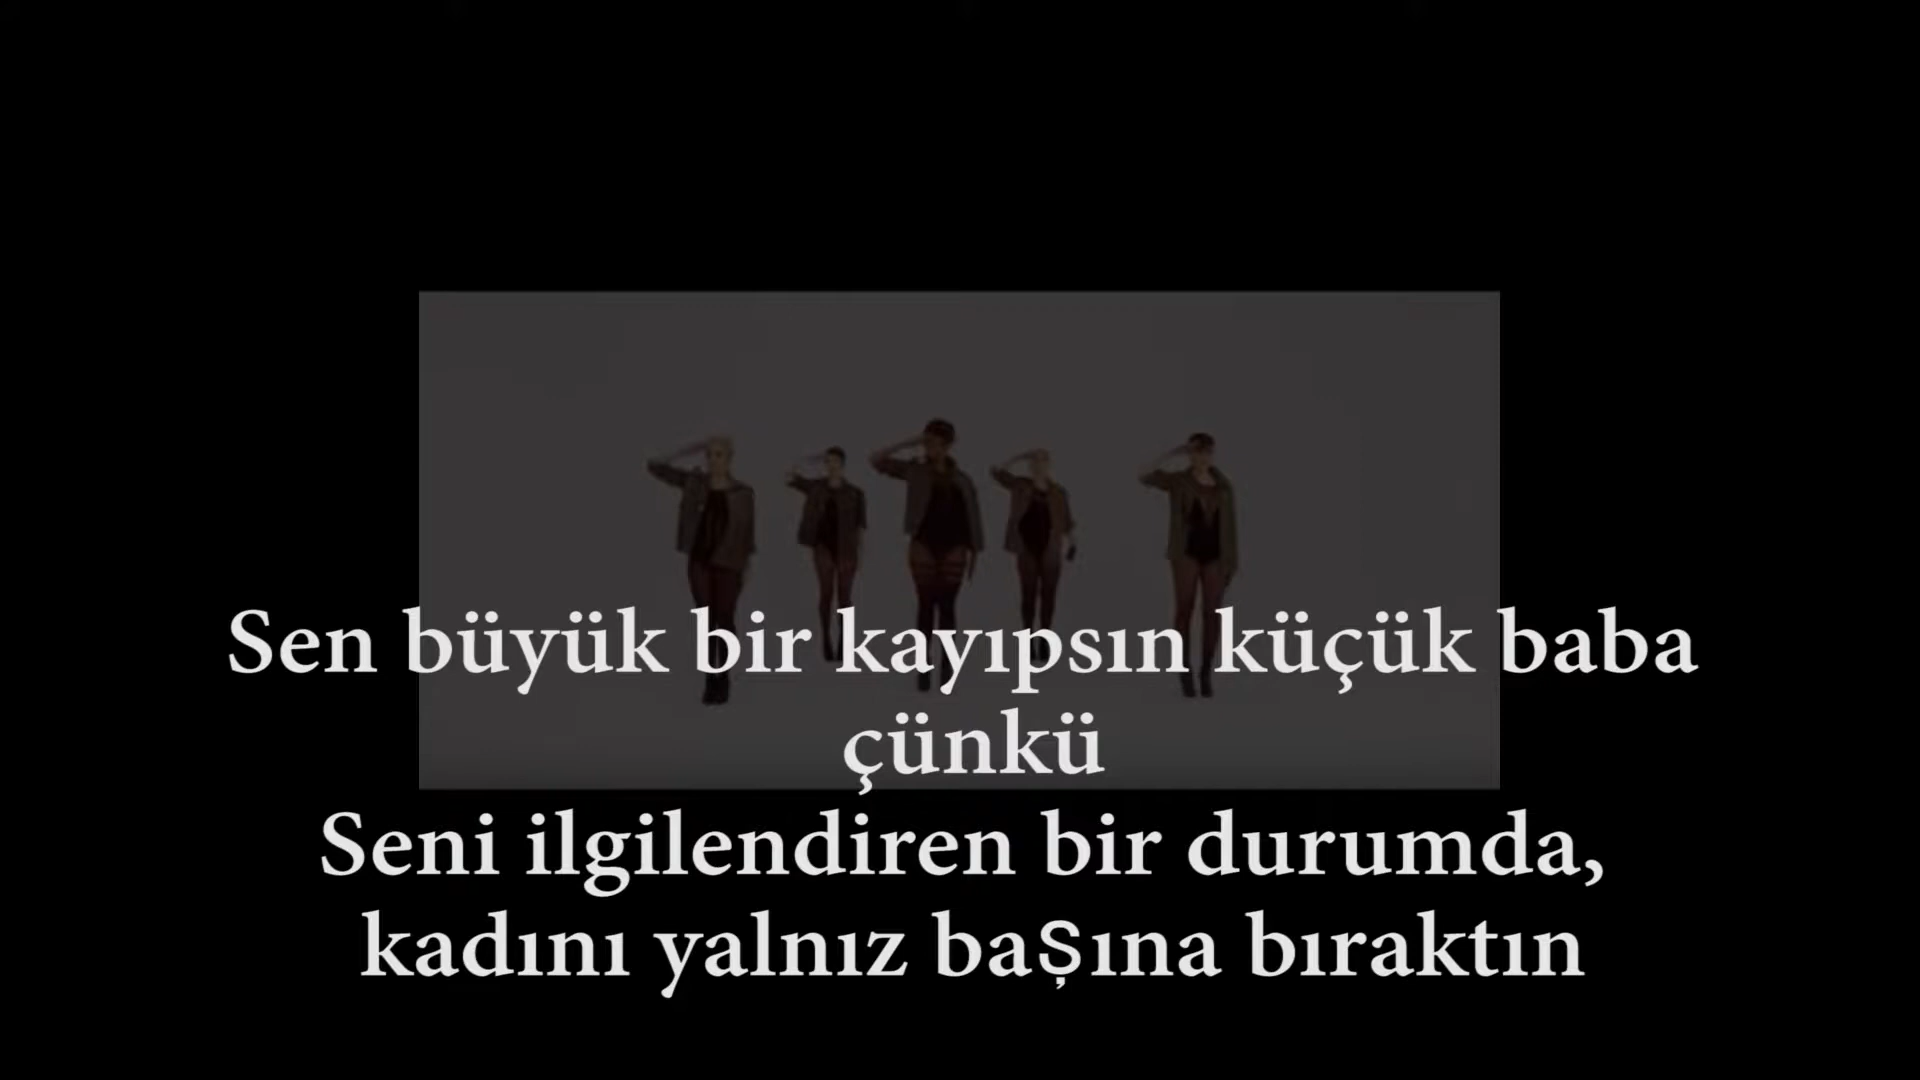 Sen büyük bir kayıpsın küçük baba
çünkü
Seni ilgilendiren bir durumda,
kadını yalnız başına bıraktın